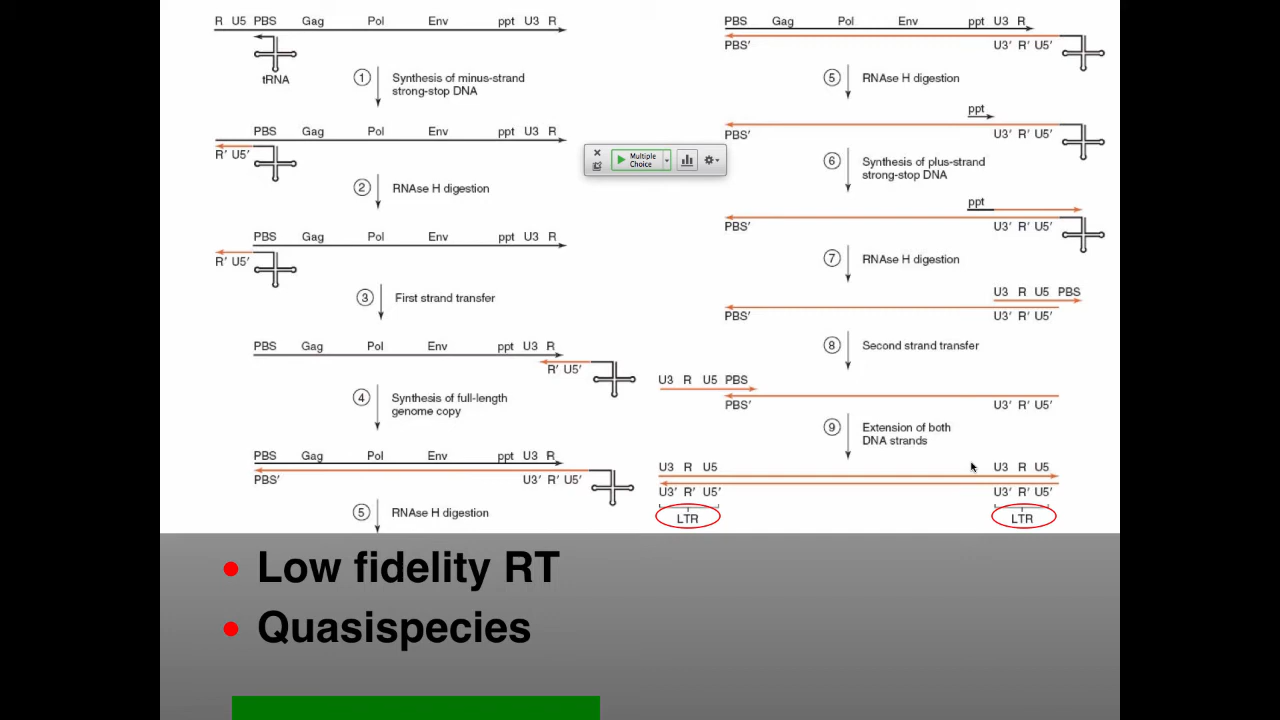 R U5 PBS Gag Pol Env ppt U3 R
tRNA
1 Synthesis of minus-strand
strong-stop DNA
PBS Gag Pol Env ppt U3 R
R' U5'
2 RNAse H digestion
PBS Gag Pol Env ppt U3 R
R' U5'
3 First strand transfer
PBS Gag Pol Env ppt U3 R
R' U5'
4 Synthesis of full-length
genome copy
PBS Gag Pol Env ppt U3 R
PBS' U3' R' U5'
5 RNAse H digestion
Multiple
Choice
PBS Gag Pol Env ppt U3 R
PBS' U3' R' U5'
5 RNAse H digestion
ppt
PBS' U3' R' U5'
6 Synthesis of plus-strand
strong-stop DNA
ppt
PBS' U3' R' U5'
7 RNAse H digestion
U3 R U5 PBS
PBS' U3' R' U5'
8 Second strand transfer
U3 R U5 PBS
PBS' U3' R' U5'
9 Extension of both
DNA strands
U3 R U5 U3 R U5
U3' R' U5' U3' R' U5'
LTR LTR
• Low fidelity RT
• Quasispecies